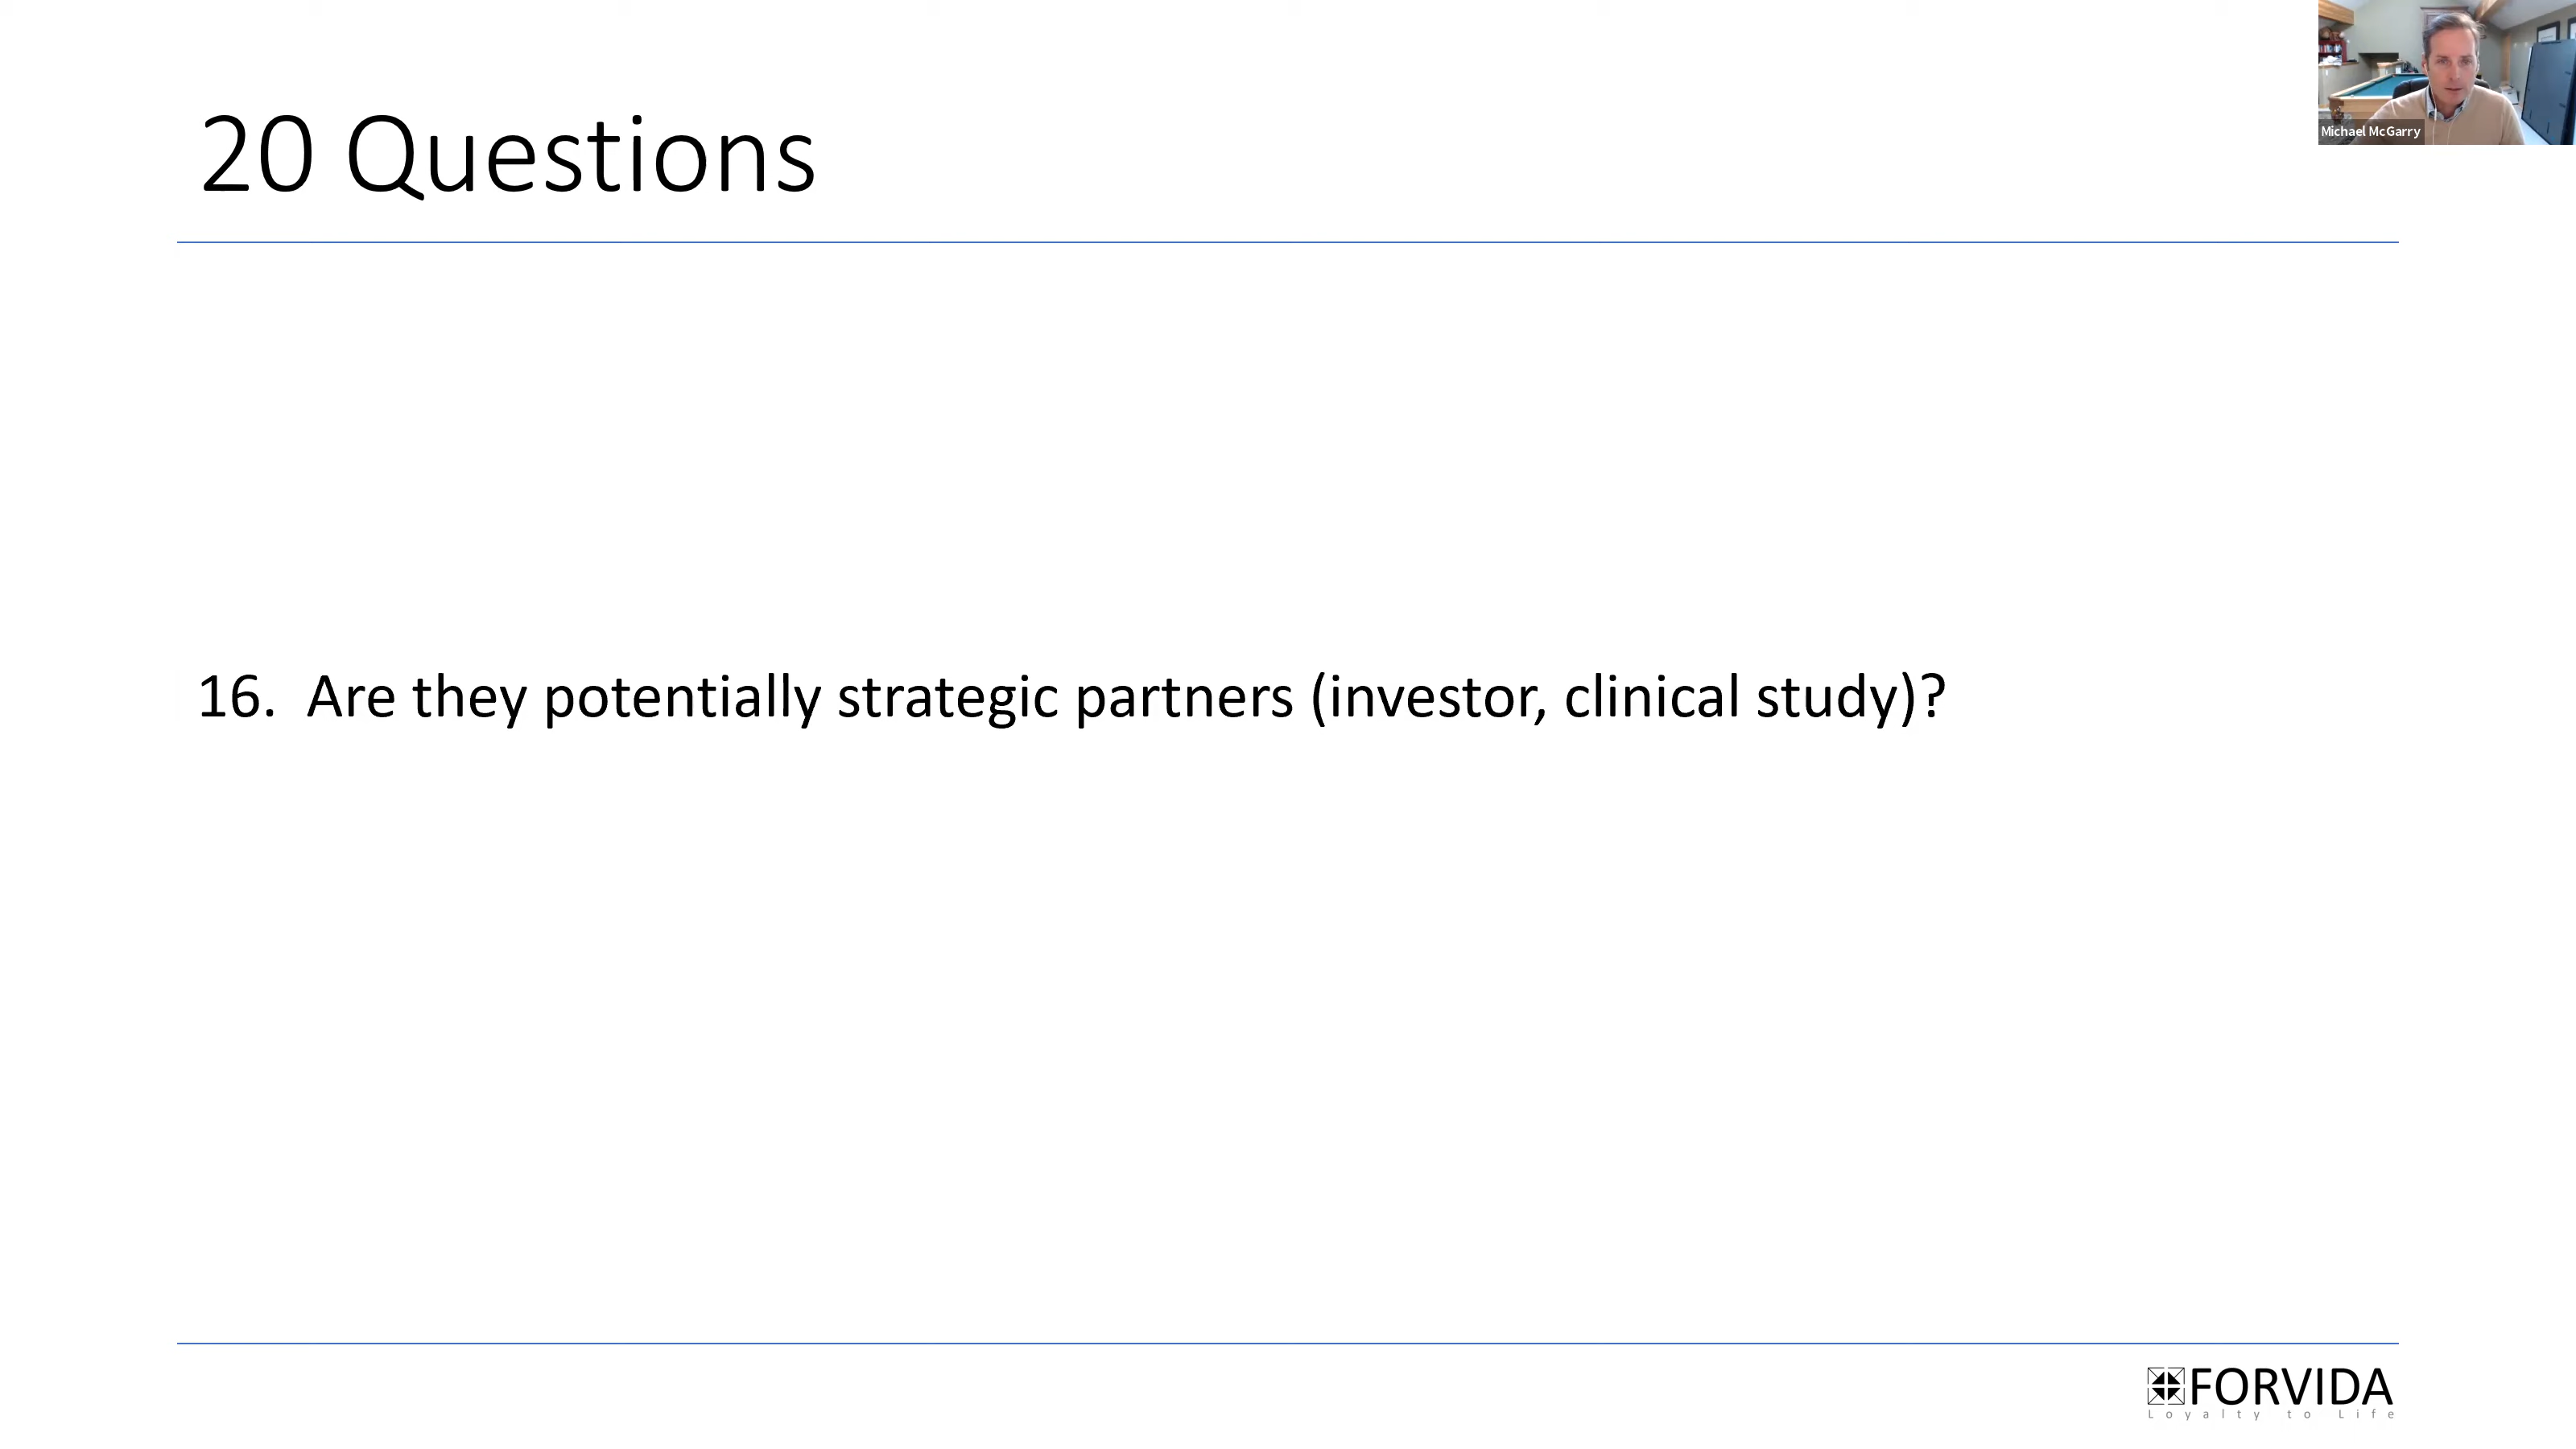 20 Questions
Michael McGarry
16. Are they potentially strategic partners (investor, clinical study)?
FORVIDA
Loyalty to Life